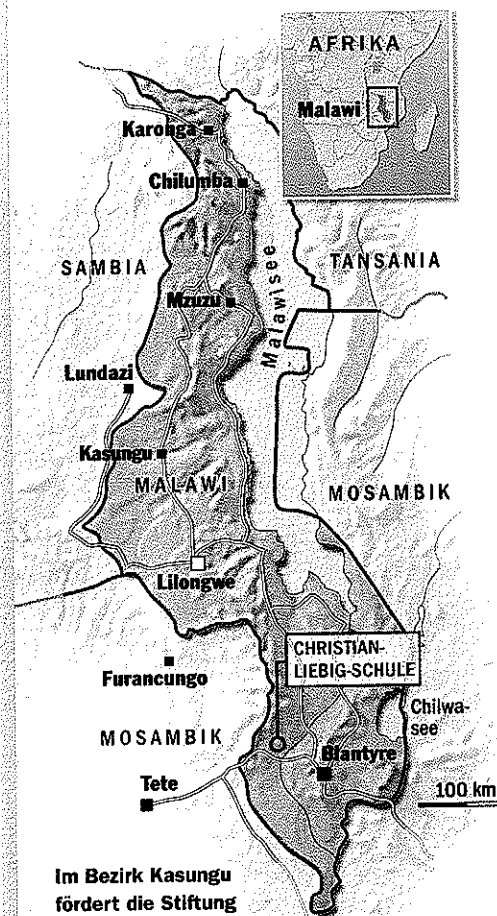 AFRIKA
Malawi
Karonga
Chilumba
SAMBIA
Malawisee
TANSANIA
Mzuzu
Lundazi
Kasungu
MALAWI
MOSAMBIK
Lilongwe
CHRISTIAN-
LIEBIG-SCHULE
Furancungo
Chilwa-
see
MOSAMBIK
Blantyre
Tete
100 km
Im Bezirk Kasungu
fördert die Stiftung